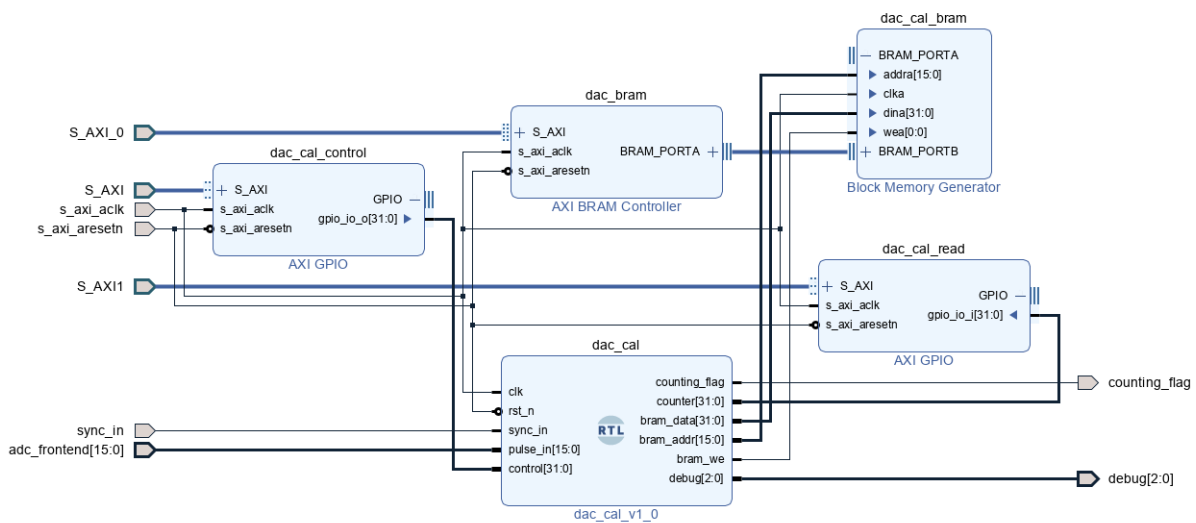 dac_cal_bram
BRAM_PORTA
addra[15:0]
clka
dina[31:0]
wea[0:0]
BRAM_PORTB
Block Memory Generator
dac_bram
S_AXI
s_axi_aclk
s_axi_aresetn
BRAM_PORTA
AXI BRAM Controller
S_AXI_0
dac_cal_control
S_AXI
s_axi_aclk
s_axi_aresetn
GPIO
gpio_io_o[31:0]
AXI GPIO
S_AXI
s_axi_aclk
s_axi_aresetn
S_AXI1
dac_cal_read
S_AXI
s_axi_aclk
s_axi_aresetn
GPIO
gpio_io_i[31:0]
AXI GPIO
dac_cal
clk
rst_n
sync_in
pulse_in[15:0]
control[31:0]
RTL
counting_flag
counter[31:0]
bram_data[31:0]
bram_addr[15:0]
bram_we
debug[2:0]
dac_cal_v1_0
sync_in
adc_frontend[15:0]
counting_flag
debug[2:0]